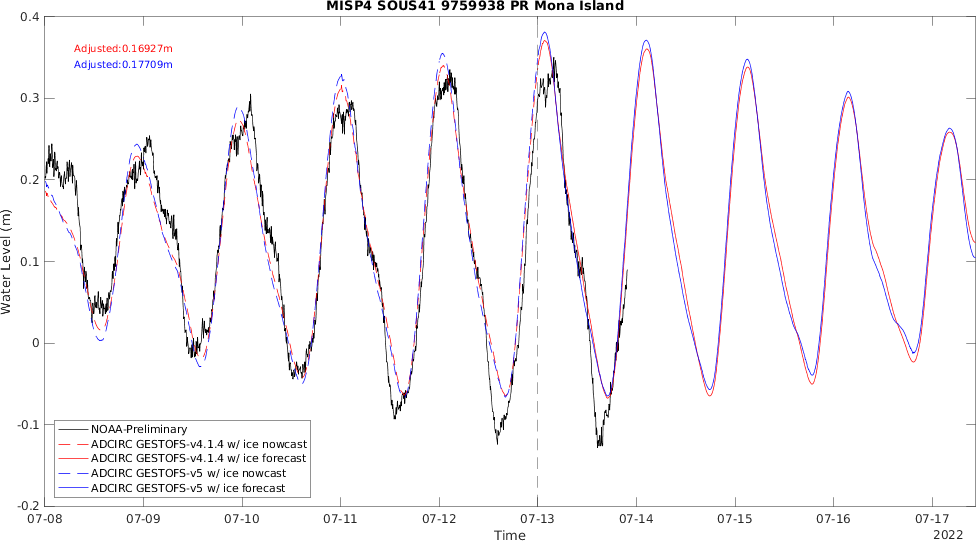 MISP4 SOUS41 9759938 PR Mona Island
Adjusted:0.16927m
Adjusted:0.17709m
0.4
0.3
0.2
0.1
0
-0.1
-0.2
Water Level (m)
NOAA-Preliminary
ADCIRC GESTOFS-v4.1.4 w/ ice nowcast
ADCIRC GESTOFS-v4.1.4 w/ ice forecast
ADCIRC GESTOFS-v5 w/ ice nowcast
ADCIRC GESTOFS-v5 w/ ice forecast
07-08 07-09 07-10 07-11 07-12 07-13 07-14 07-15 07-16 07-17
2022
Time